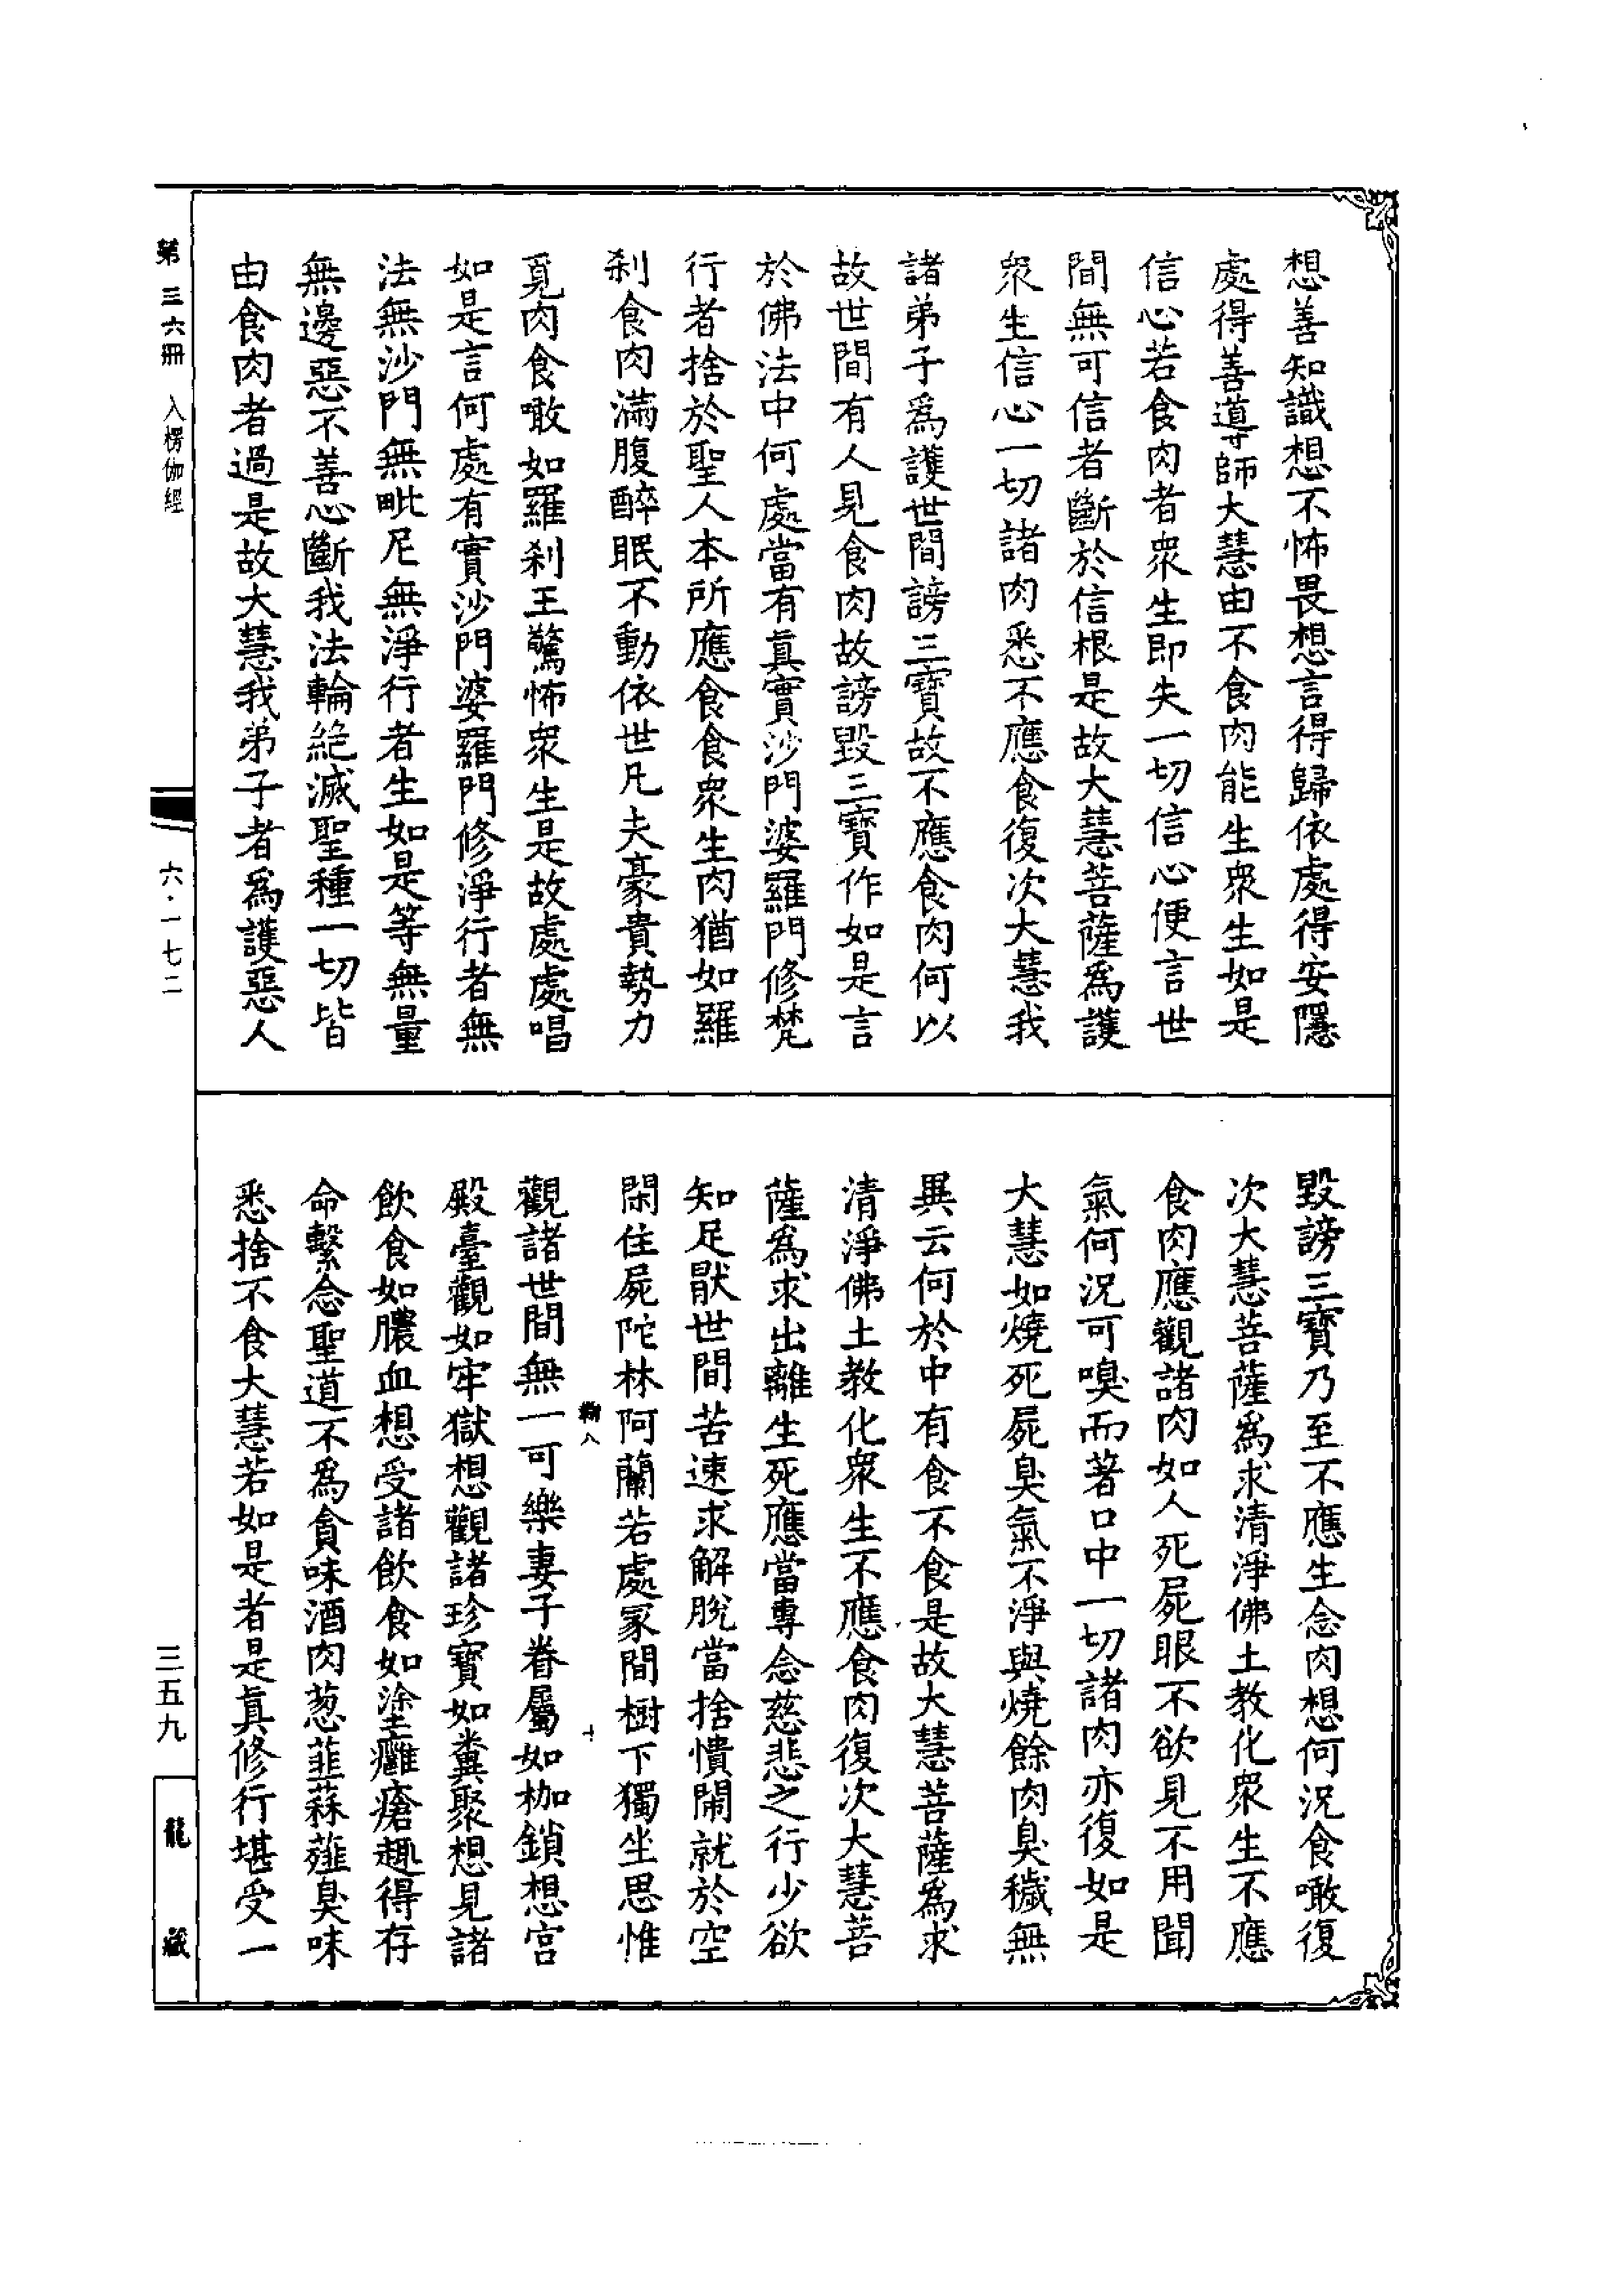 想善知識想不怖畏想言得歸依處得安隱
處得善導師大慧由不食肉能生衆生如是
信心若食肉者衆生即失一切信心便言世
間無可信者斷於信根是故大慧菩薩爲護
衆生信心一切諸肉悉不應食復次大慧我
諸弟子爲護世間謗三寶故不應食肉何以
故世間有人見食肉故謗毀三寶作如是言
於佛法中何處當有真實沙門婆羅門修梵
行者捨於聖人本所應食食衆生肉猶如羅
刹食肉滿腹醉眠不動依世凡夫豪貴勢力
覓肉食噉如羅刹王驚怖衆生是故處處唱
如是言何處有實沙門婆羅門修淨行者無
法無沙門無毗尼無淨行者生如是等無量
無邊惡不善心斷我法輪絕滅聖種一切皆
由食肉者過是故大慧我弟子者爲護惡人
毀謗三寶乃至不應生念肉想何況食噉復
次大慧菩薩爲求清淨佛土教化衆生不應
食肉應觀諸肉如人死屍眼不欲見不用聞
氣何況可嗅而著口中一切諸肉亦復如是
大慧如燒死屍臭氣不淨與燒餘肉臭穢無
異云何於中有食不食是故大慧菩薩爲求
清淨佛土教化衆生不應食肉復次大慧菩
薩爲求出離生死應當專念慈悲之行少欲
知足厭世間苦速求解脫當捨憒鬧就於空
閑住屍陀林阿蘭若處冢間樹下獨坐思惟
觀諸世間無一可樂妻子眷屬如枷鎖想宮
殿臺觀如牢獄想觀諸珍寶如糞聚想見諸
飲食如膿血想受諸飲食如塗癰瘡趣得存
命繫念聖道不爲貪味酒肉葱韮蒜薤臭味
悉捨不食大慧若如是者是真修行堪受一
八 十
第三六冊 入楞伽經
六·一七二
三五九
龍藏